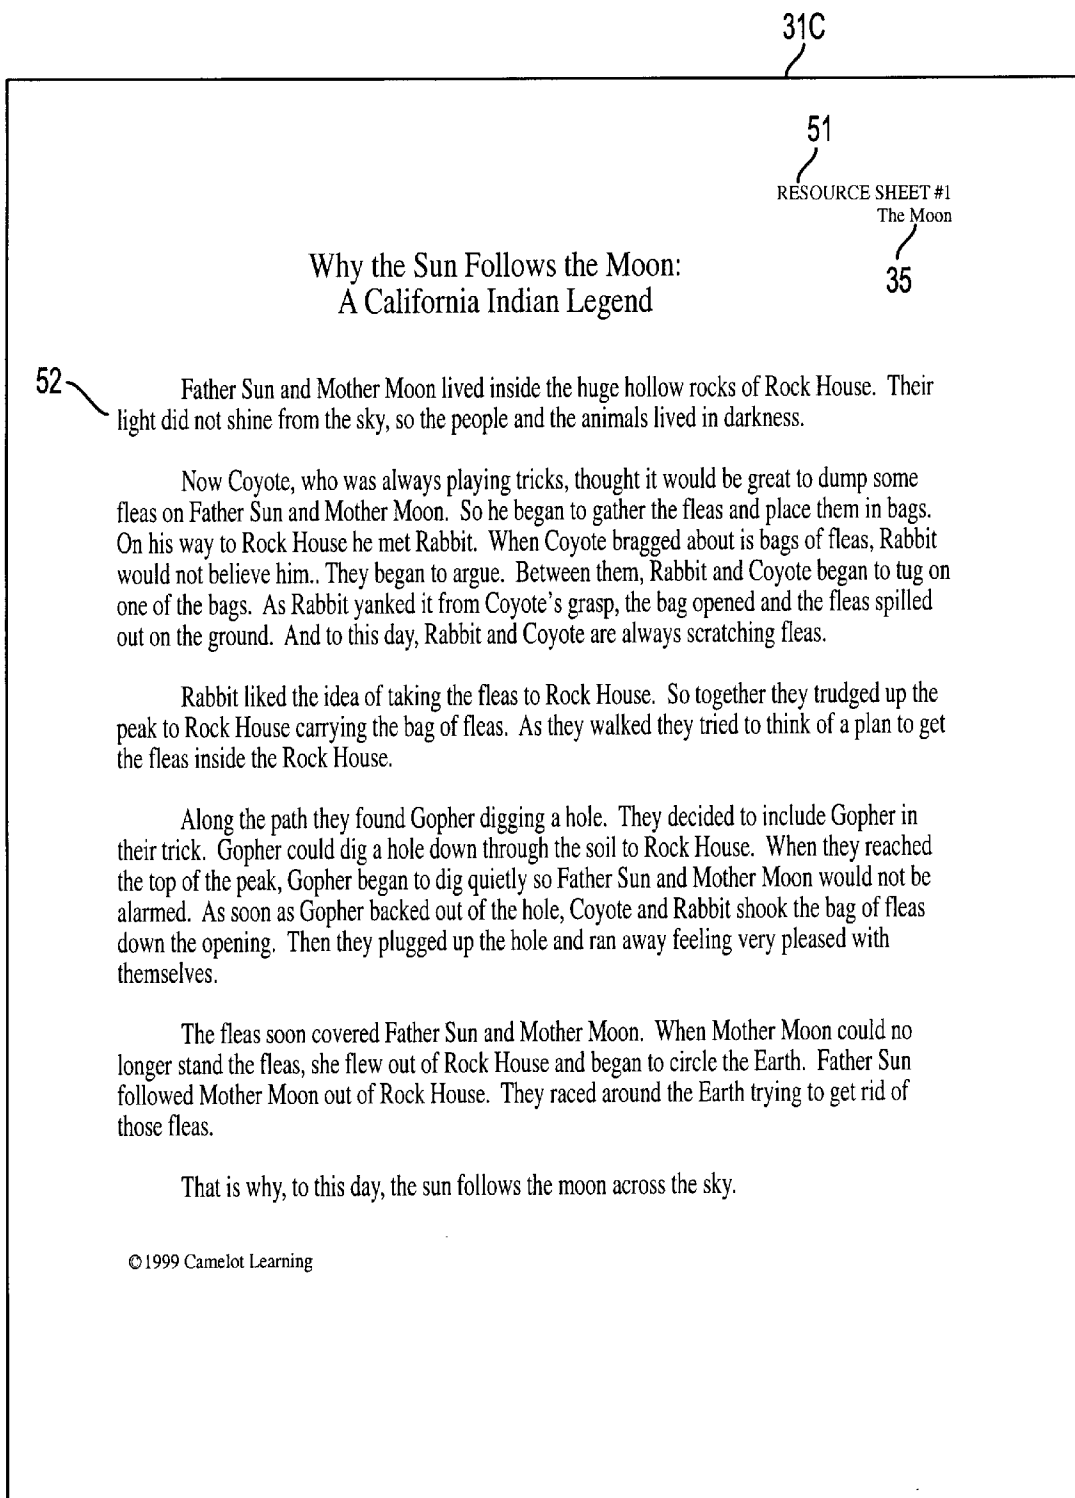 31C
51
RESOURCE SHEET #1
The Moon
35
Why the Sun Follows the Moon:
A California Indian Legend
52
Father Sun and Mother Moon lived inside the huge hollow rocks of Rock House. Their
light did not shine from the sky, so the people and the animals lived in darkness.
Now Coyote, who was always playing tricks, thought it would be great to dump some
fleas on Father Sun and Mother Moon. So he began to gather the fleas and place them in bags.
On his way to Rock House he met Rabbit. When Coyote bragged about is bags of fleas, Rabbit
would not believe him.. They began to argue. Between them, Rabbit and Coyote began to tug on
one of the bags. As Rabbit yanked it from Coyote's grasp, the bag opened and the fleas spilled
out on the ground. And to this day, Rabbit and Coyote are always scratching fleas.
Rabbit liked the idea of taking the fleas to Rock House. So together they trudged up the
peak to Rock House carrying the bag of fleas. As they walked they tried to think of a plan to get
the fleas inside the Rock House.
Along the path they found Gopher digging a hole. They decided to include Gopher in
their trick. Gopher could dig a hole down through the soil to Rock House. When they reached
the top of the peak, Gopher began to dig quietly so Father Sun and Mother Moon would not be
alarmed. As soon as Gopher backed out of the hole, Coyote and Rabbit shook the bag of fleas
down the opening. Then they plugged up the hole and ran away feeling very pleased with
themselves.
The fleas soon covered Father Sun and Mother Moon. When Mother Moon could no
longer stand the fleas, she flew out of Rock House and began to circle the Earth. Father Sun
followed Mother Moon out of Rock House. They raced around the Earth trying to get rid of
those fleas.
That is why, to this day, the sun follows the moon across the sky.
©1999 Camelot Learning